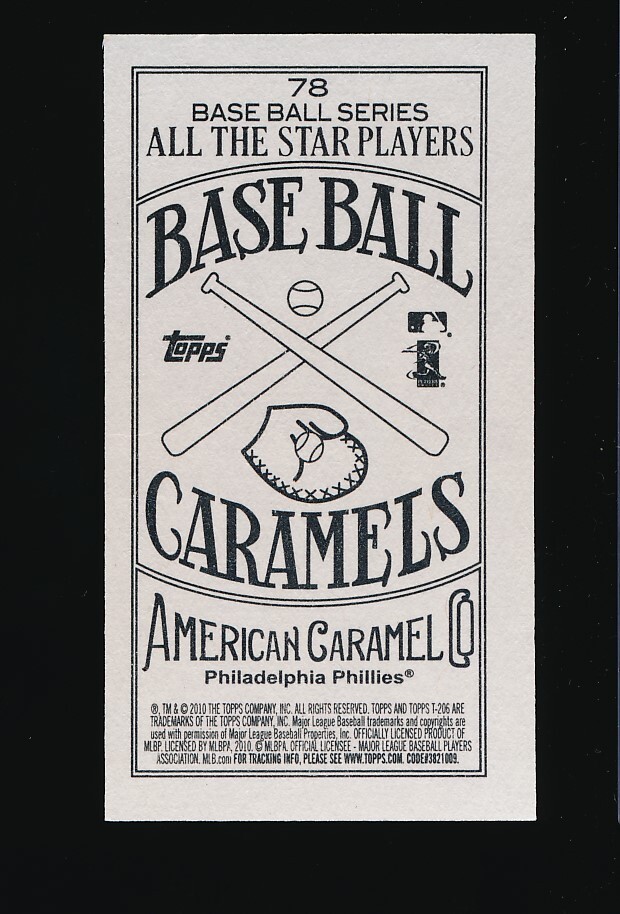 78
BASE BALL SERIES
ALL THE STAR PLAYERS
BASE BALL
topps®
CARAMELS
AMERICAN CARAMEL CO
Philadelphia Phillies®
®, TM & © 2010 THE TOPPS COMPANY, INC. ALL RIGHTS RESERVED. TOPPS AND TOPPS T-206 ARE
TRADEMARKS OF THE TOPPS COMPANY, INC. Major League Baseball trademarks and copyrights are
used with permission of Major League Baseball Properties, Inc. OFFICIALLY LICENSED PRODUCT OF
MLBP. LICENSED BY MLBPA, 2010. © MLBPA. OFFICIAL LICENSEE - MAJOR LEAGUE BASEBALL PLAYERS
ASSOCIATION. MLB.com FOR TRACKING INFO, PLEASE SEE WWW.TOPPS.COM. CODE#3821009.